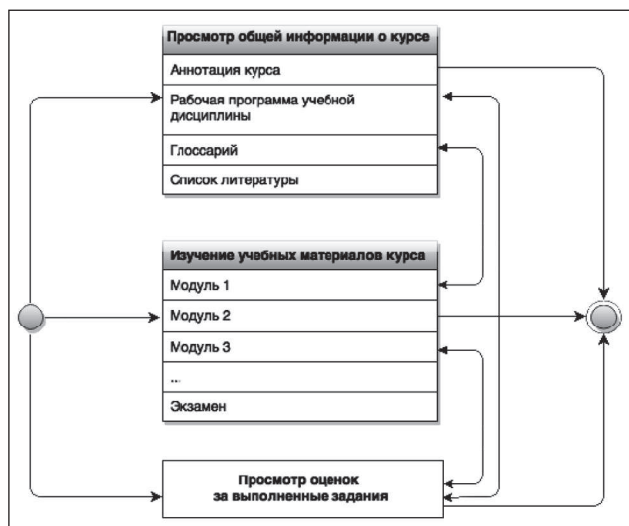 Просмотр общей информации о курсе
Аннотация курса
Рабочая программа учебной
дисциплины
Глоссарий
Список литературы
Изучение учебных материалов курса
Модуль 1
Модуль 2
Модуль 3
...
Экзамен
Просмотр оценок
за выполненные задания